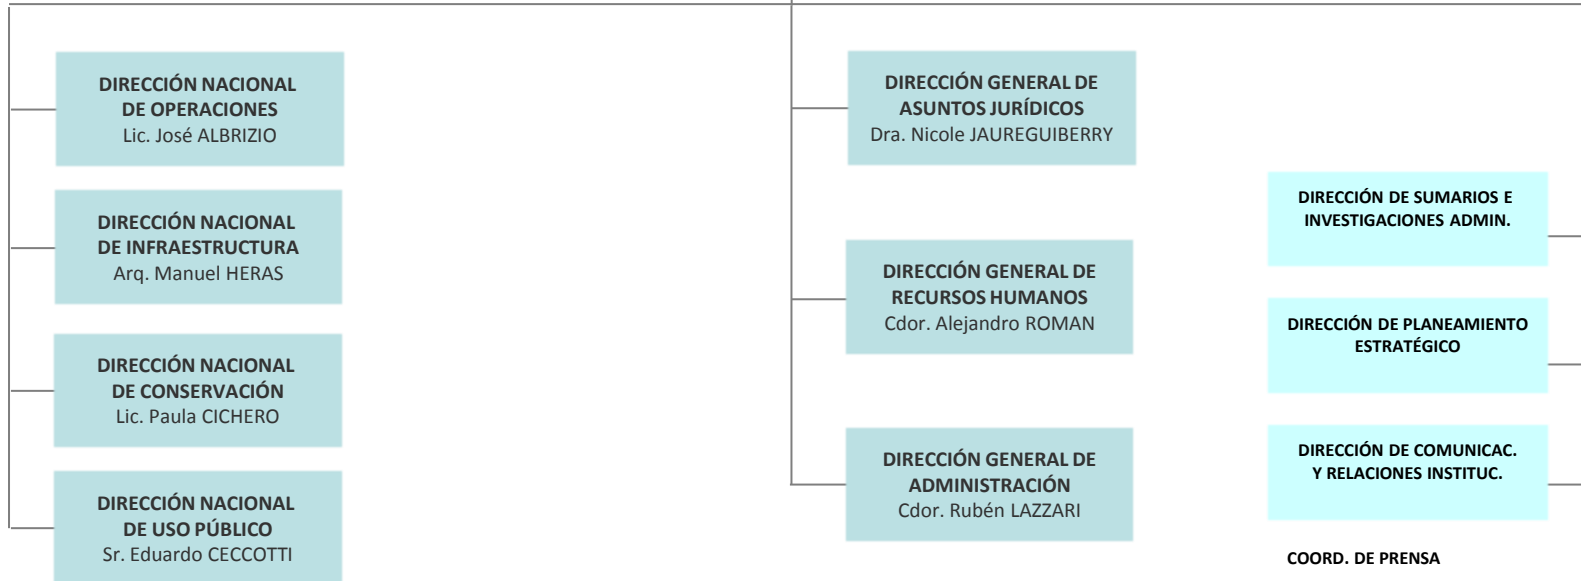 DIRECCIÓN NACIONAL
DE OPERACIONES
Lic. José ALBRIZIO
DIRECCIÓN NACIONAL
DE INFRAESTRUCTURA
Arq. Manuel HERAS
DIRECCIÓN NACIONAL
DE CONSERVACIÓN
Lic. Paula CICHERO
DIRECCIÓN NACIONAL
DE USO PÚBLICO
Sr. Eduardo CECCOTTI
DIRECCIÓN GENERAL DE
ASUNTOS JURÍDICOS
Dra. Nicole JAUREGUIBERRY
DIRECCIÓN GENERAL DE
RECURSOS HUMANOS
Cdor. Alejandro ROMAN
DIRECCIÓN GENERAL DE
ADMINISTRACIÓN
Cdor. Rubén LAZZARI
DIRECCIÓN DE SUMARIOS E
INVESTIGACIONES ADMIN.
DIRECCIÓN DE PLANEAMIENTO
ESTRATÉGICO
DIRECCIÓN DE COMUNICAC.
Y RELACIONES INSTITUC.
COORD. DE PRENSA